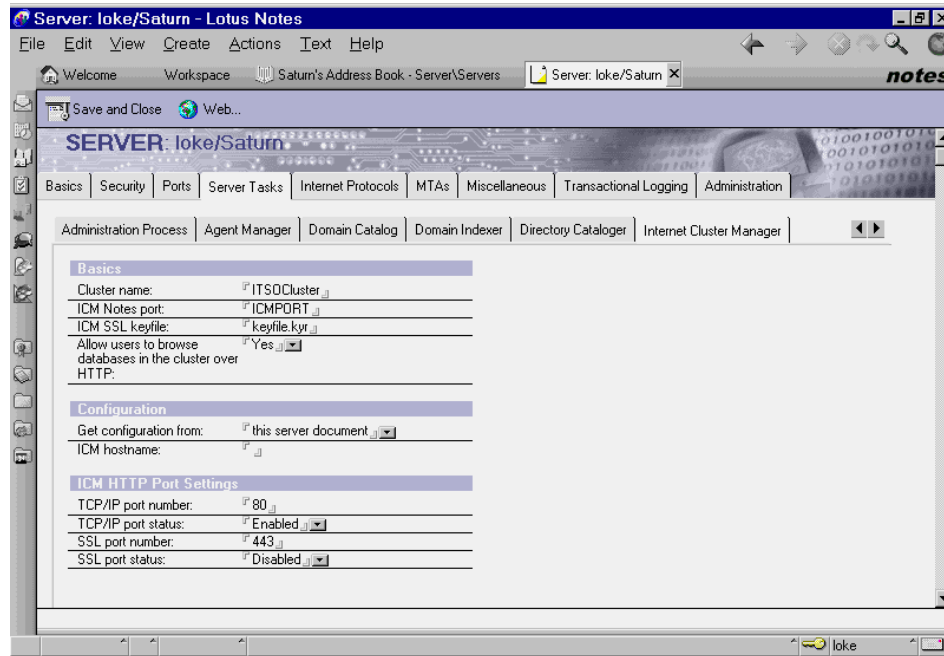 Server: loke/Saturn - Lotus Notes
File Edit View Create Actions Text Help
Welcome Workspace Saturn's Address Book - Server\Servers Server: loke/Saturn notes
Save and Close Web...
SERVER: loke/Saturn
Basics Security Ports Server Tasks Internet Protocols MTAs Miscellaneous Transactional Logging Administration
Administration Process Agent Manager Domain Catalog Domain Indexer Directory Cataloger Internet Cluster Manager
Basics
Cluster name: ITSOCluster
ICM Notes port: ICMPORT
ICM SSL keyfile: keyfile.kyr
Allow users to browse Yes
databases in the cluster over
HTTP:
Configuration
Get configuration from: this server document
ICM hostname:
ICM HTTP Port Settings
TCP/IP port number: 80
TCP/IP port status: Enabled
SSL port number: 443
SSL port status: Disabled
loke